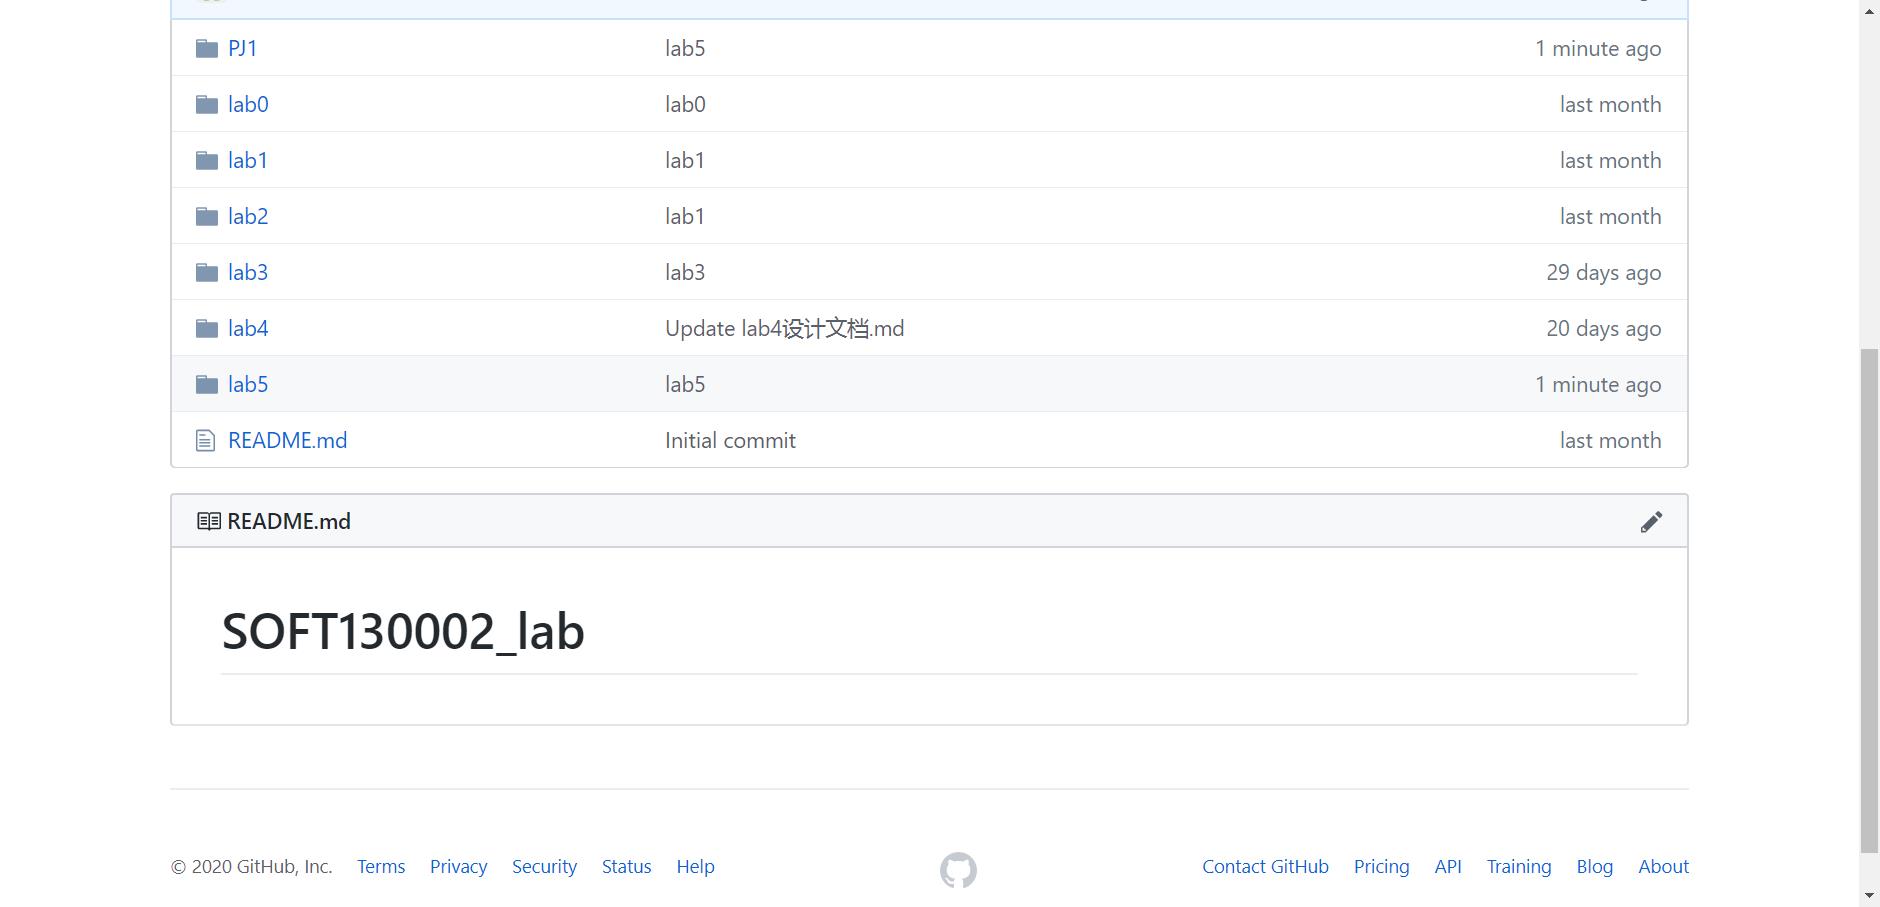 PJ1 lab5 1 minute ago
lab0 lab0 last month
lab1 lab1 last month
lab2 lab1 last month
lab3 lab3 29 days ago
lab4 Update lab4设计文档.md 20 days ago
lab5 lab5 1 minute ago
README.md Initial commit last month
README.md
SOFT130002_lab
© 2020 GitHub, Inc. Terms Privacy Security Status Help Contact GitHub Pricing API Training Blog About